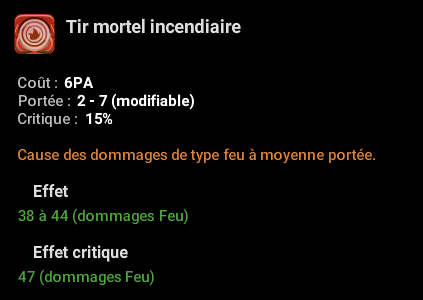 Tir mortel incendiaire
Coût : 6PA
Portée : 2 - 7 (modifiable)
Critique : 15%
Cause des dommages de type feu à moyenne portée.
Effet
38 à 44 (dommages Feu)
Effet critique
47 (dommages Feu)